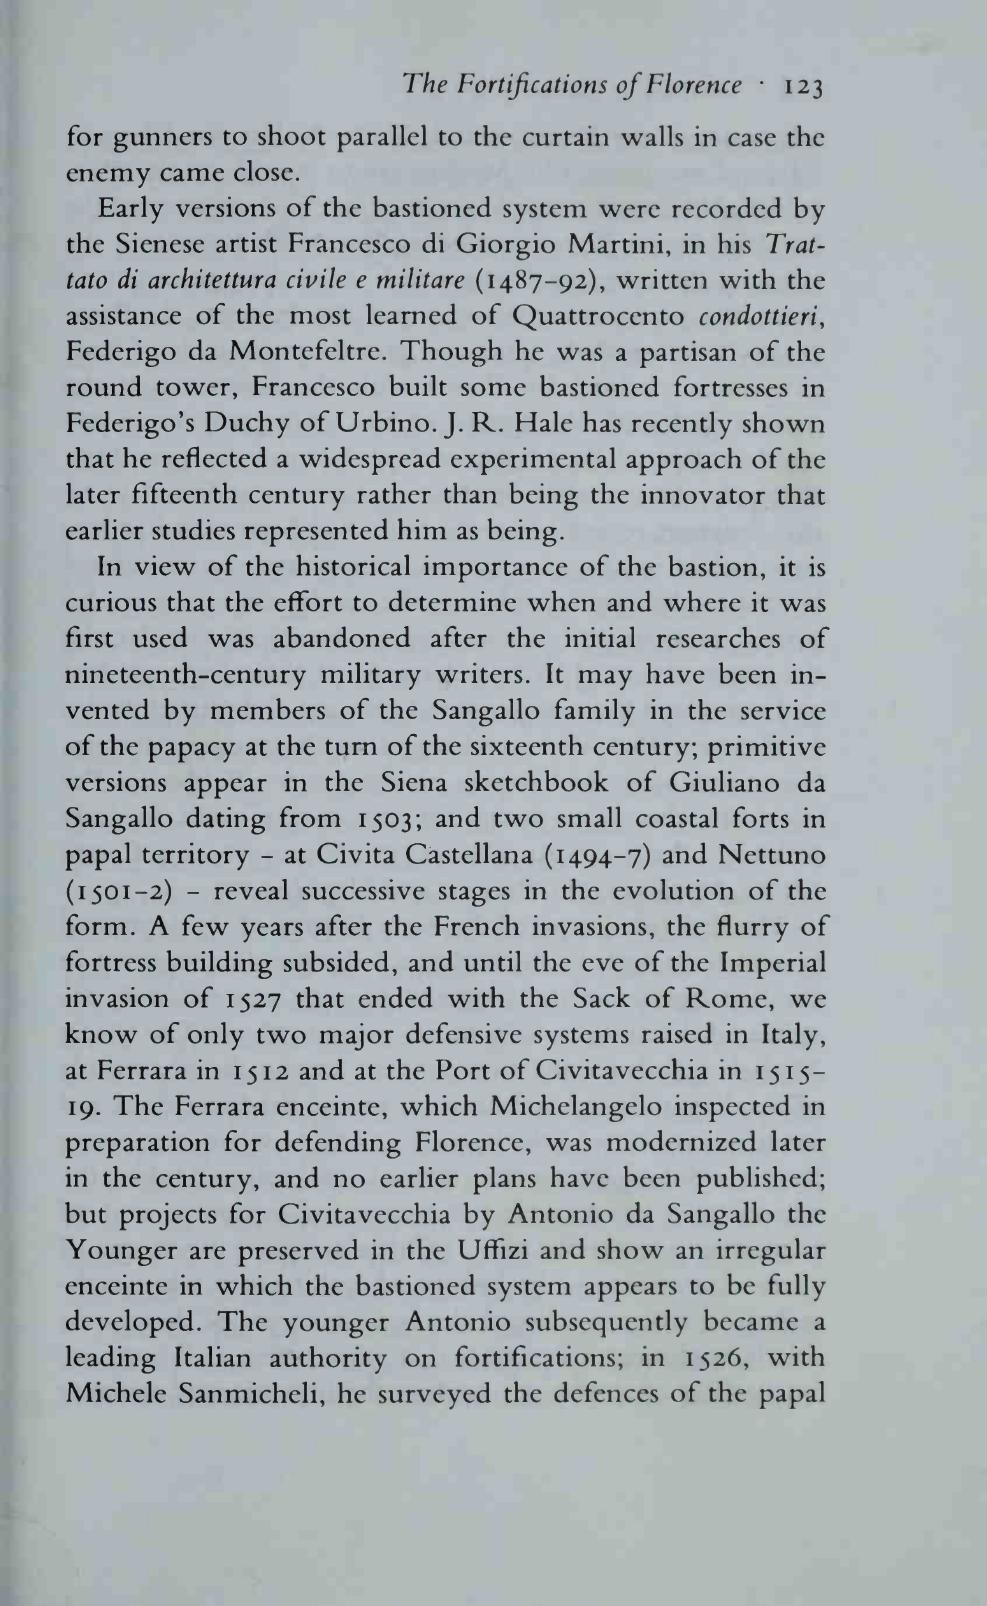 The Fortifications of Florence · 123
for gunners to shoot parallel to the curtain walls in case the
enemy came close.
Early versions of the bastioned system were recorded by
the Sienese artist Francesco di Giorgio Martini, in his Trat-
tato di architettura civile e militare (1487–92), written with the
assistance of the most learned of Quattrocento condottieri,
Federigo da Montefeltre. Though he was a partisan of the
round tower, Francesco built some bastioned fortresses in
Federigo's Duchy of Urbino. J. R. Hale has recently shown
that he reflected a widespread experimental approach of the
later fifteenth century rather than being the innovator that
earlier studies represented him as being.
In view of the historical importance of the bastion, it is
curious that the effort to determine when and where it was
first used was abandoned after the initial researches of
nineteenth-century military writers. It may have been in-
vented by members of the Sangallo family in the service
of the papacy at the turn of the sixteenth century; primitive
versions appear in the Siena sketchbook of Giuliano da
Sangallo dating from 1503; and two small coastal forts in
papal territory – at Civita Castellana (1494–7) and Nettuno
(1501–2) – reveal successive stages in the evolution of the
form. A few years after the French invasions, the flurry of
fortress building subsided, and until the eve of the Imperial
invasion of 1527 that ended with the Sack of Rome, we
know of only two major defensive systems raised in Italy,
at Ferrara in 1512 and at the Port of Civitavecchia in 1515–
19. The Ferrara enceinte, which Michelangelo inspected in
preparation for defending Florence, was modernized later
in the century, and no earlier plans have been published;
but projects for Civitavecchia by Antonio da Sangallo the
Younger are preserved in the Uffizi and show an irregular
enceinte in which the bastioned system appears to be fully
developed. The younger Antonio subsequently became a
leading Italian authority on fortifications; in 1526, with
Michele Sanmicheli, he surveyed the defences of the papal